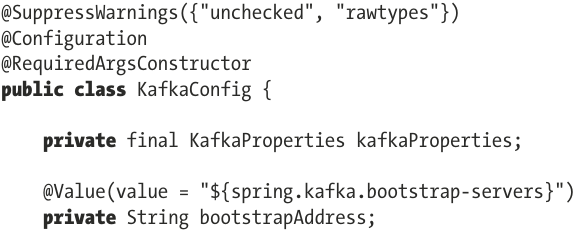 @SuppressWarnings({"unchecked", "rawtypes"})
@Configuration
@RequiredArgsConstructor
public class KafkaConfig {
private final KafkaProperties kafkaProperties;
@Value(value = "${spring.kafka.bootstrap-servers}")
private String bootstrapAddress;